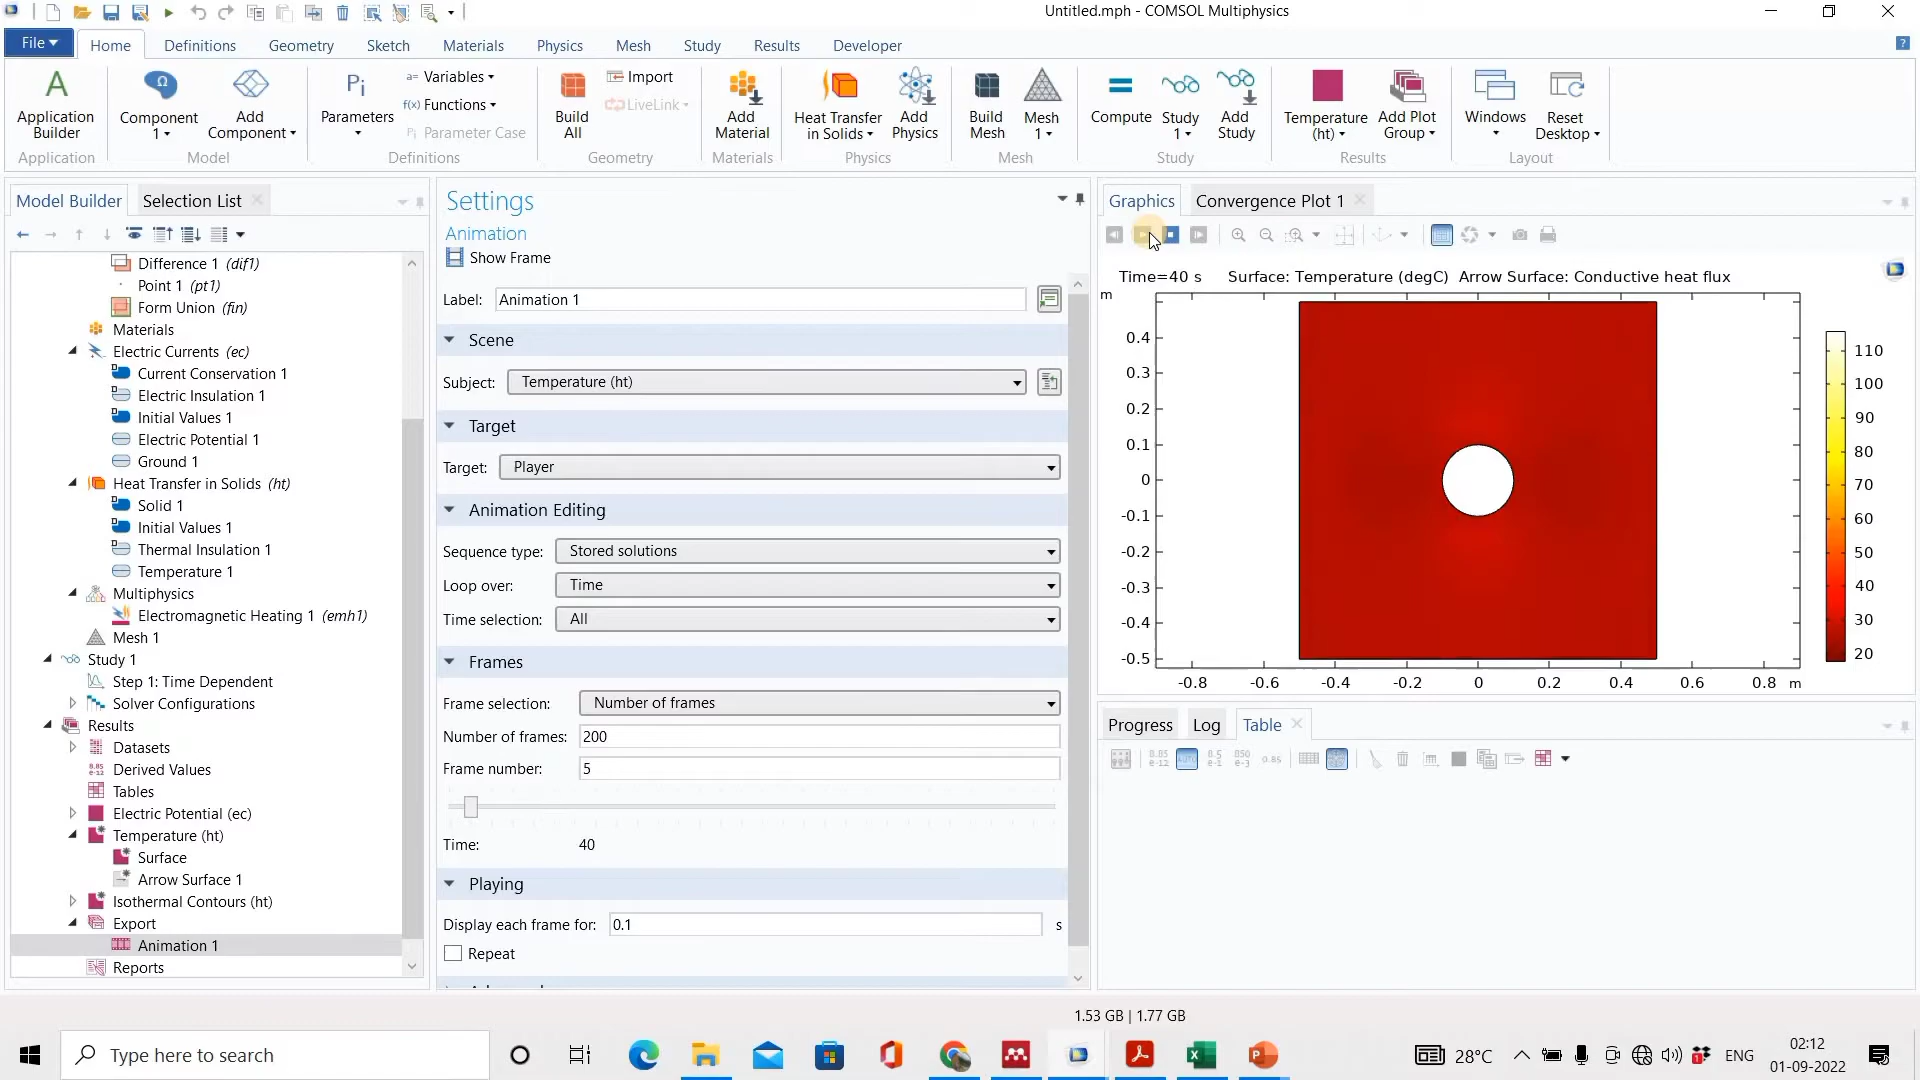 Untitled.mph - COMSOL Multiphysics
File Home Definitions Geometry Sketch Materials Physics Mesh Study Results Developer
Application Builder
Component 1
Add Component
Pi Parameters
a= Variables
f(x) Functions
Pi Parameter Case
Build All
Import
LiveLink
Add Material
Heat Transfer in Solids
Add Physics
Build Mesh
Mesh 1
Compute
Study 1
Add Study
Temperature (ht)
Add Plot Group
Windows
Reset Desktop
Application Model Definitions Geometry Materials Physics Mesh Study Results Layout
Model Builder Selection List
Difference 1 (dif1)
Point 1 (pt1)
Form Union (fin)
Materials
Electric Currents (ec)
Current Conservation 1
Electric Insulation 1
Initial Values 1
Electric Potential 1
Ground 1
Heat Transfer in Solids (ht)
Solid 1
Initial Values 1
Thermal Insulation 1
Temperature 1
Multiphysics
Electromagnetic Heating 1 (emh1)
Mesh 1
Study 1
Step 1: Time Dependent
Solver Configurations
Results
Datasets
Derived Values
Tables
Electric Potential (ec)
Temperature (ht)
Surface
Arrow Surface 1
Isothermal Contours (ht)
Export
Animation 1
Reports
Settings
Animation
Show Frame
Label: Animation 1
Scene
Subject: Temperature (ht)
Target
Target: Player
Animation Editing
Sequence type: Stored solutions
Loop over: Time
Time selection: All
Frames
Frame selection: Number of frames
Number of frames: 200
Frame number: 5
Time: 40
Playing
Display each frame for: 0.1 s
Repeat
Graphics Convergence Plot 1
Time=40 s Surface: Temperature (degC) Arrow Surface: Conductive heat flux
m
0.4
0.3
0.2
0.1
0
-0.1
-0.2
-0.3
-0.4
-0.5
-0.8 -0.6 -0.4 -0.2 0 0.2 0.4 0.6 0.8 m
110
100
90
80
70
60
50
40
30
20
Progress Log Table
8.85 e-12 AUTO 8.5 e-1 850 e-3 0.85
1.53 GB | 1.77 GB
Type here to search
28°C
ENG
02:12
01-09-2022